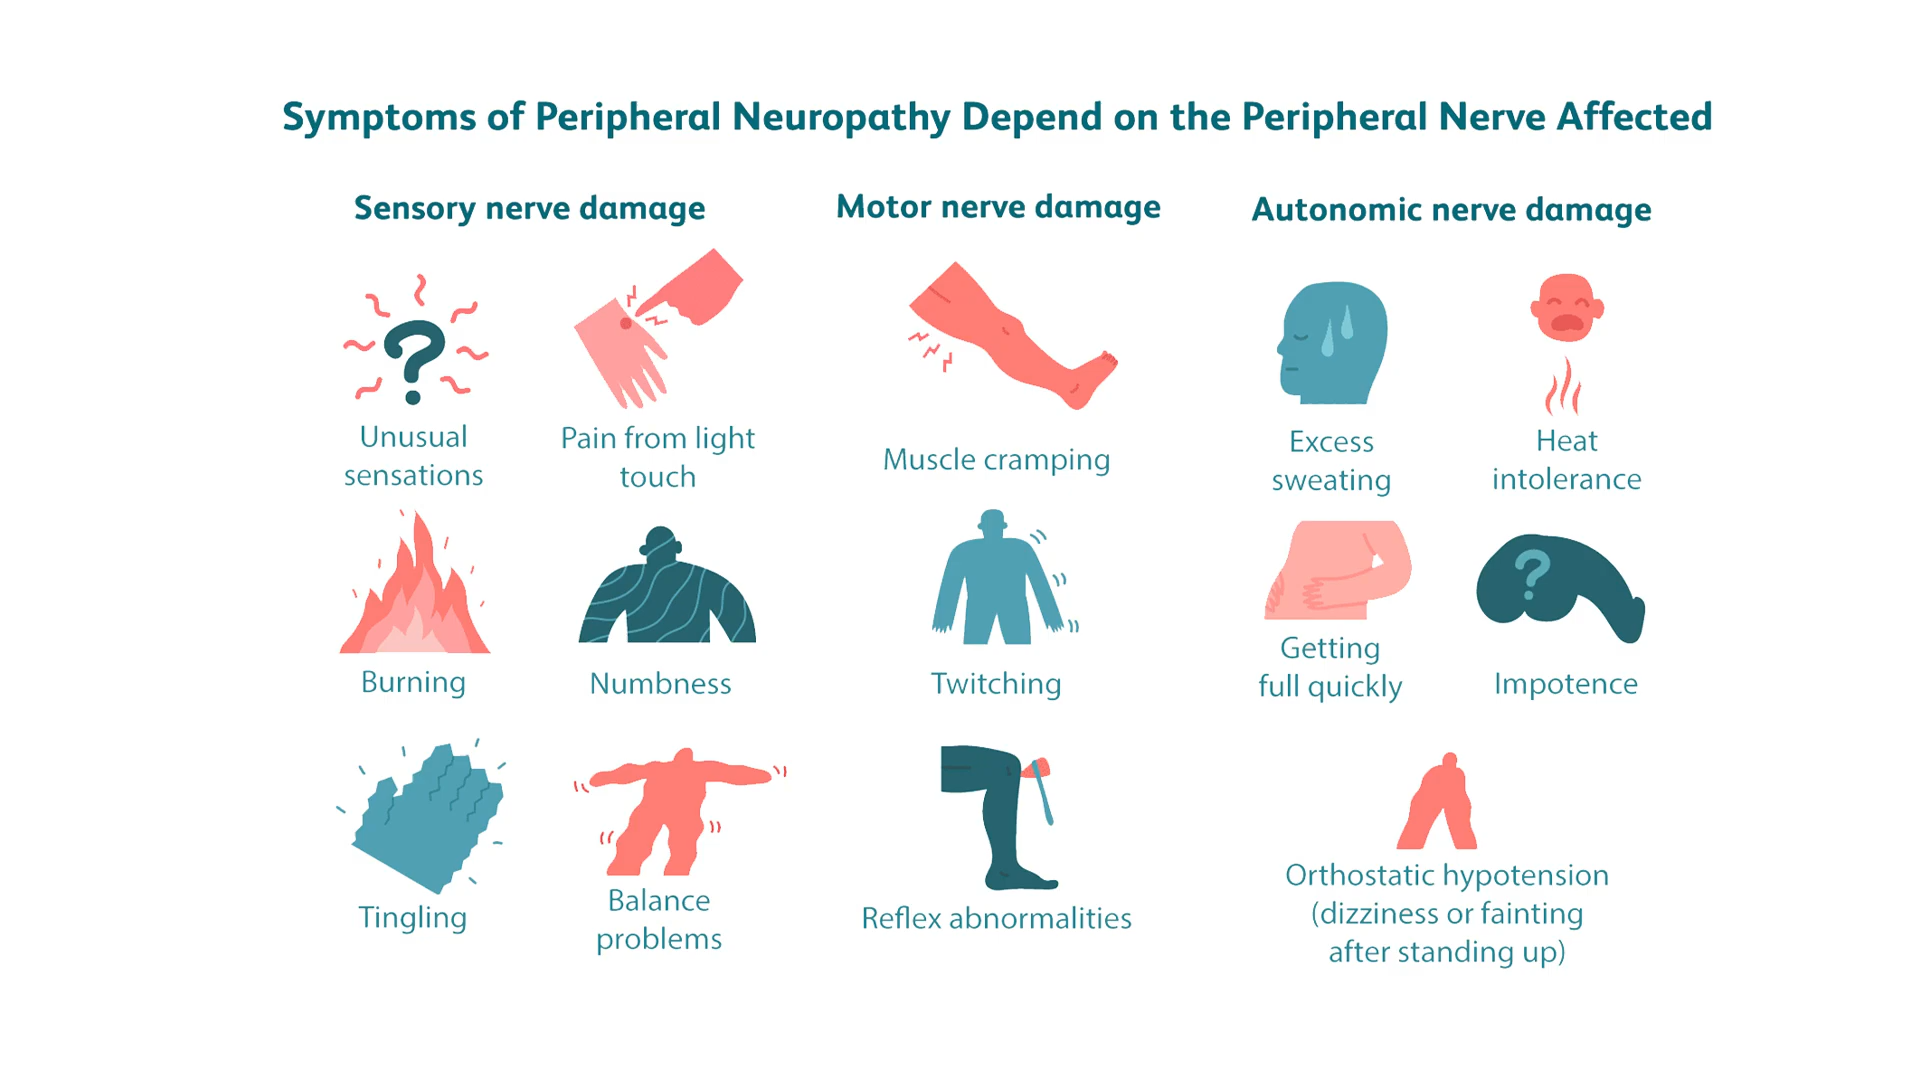 Symptoms of Peripheral Neuropathy Depend on the Peripheral Nerve Affected
Sensory nerve damage
Unusual
sensations
Pain from light
touch
Burning
Numbness
Tingling
Balance
problems
Motor nerve damage
Muscle cramping
Twitching
Reflex abnormalities
Autonomic nerve damage
Excess
sweating
Heat
intolerance
Getting
full quickly
Impotence
Orthostatic hypotension
(dizziness or fainting
after standing up)